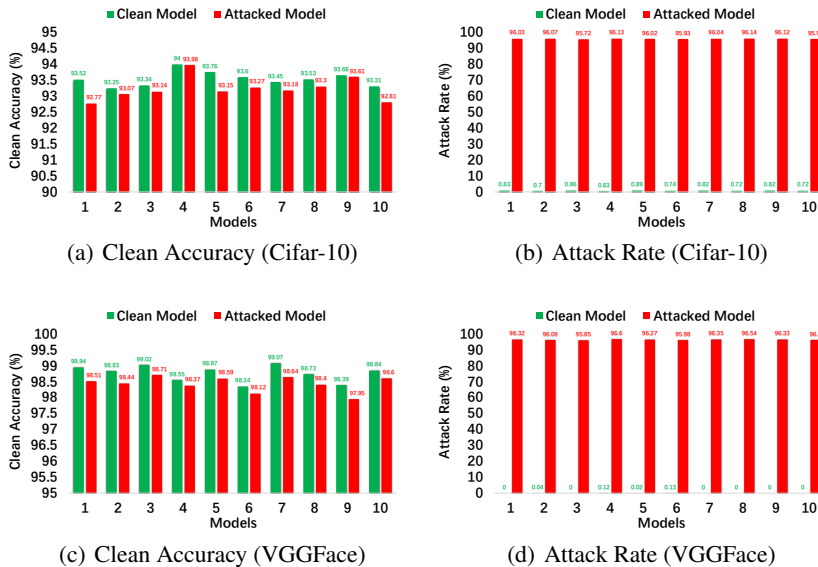 Clean Model Attacked Model
Clean Accuracy (%)
95
94.5
94
93.5
93
92.5
92
91.5
91
90.5
90
93.52 92.77 93.25 93.07 93.34 93.14 94 93.98 93.76 93.15 93.6 93.27 93.45 93.18 93.53 93.3 93.66 93.61 93.31 92.81
1 2 3 4 5 6 7 8 9 10
Models
(a) Clean Accuracy (Cifar-10)
Clean Model Attacked Model
Attack Rate (%)
100
90
80
70
60
50
40
30
20
10
0
96.03 96.07 95.72 96.13 96.02 95.93 96.04 96.14 96.12
0.83 0.7 0.86 0.63 0.89 0.74 0.82 0.72 0.82 0.72
1 2 3 4 5 6 7 8 9 10
Models
(b) Attack Rate (Cifar-10)
Clean Model Attacked Model
Clean Accuracy (%)
100
99.5
99
98.5
98
97.5
97
96.5
96
95.5
95
98.94 98.51 98.83 98.44 99.02 98.71 98.55 98.37 98.87 98.59 98.34 98.12 99.07 98.64 98.73 98.4 98.39 97.95 98.84 98.6
1 2 3 4 5 6 7 8 9 10
Models
(c) Clean Accuracy (VGGFace)
Clean Model Attacked Model
Attack Rate (%)
100
90
80
70
60
50
40
30
20
10
0
96.32 96.08 95.85 96.6 96.27 95.98 96.35 96.54 96.33
0 0.04 0 0.12 0.02 0.13 0 0 0 0
1 2 3 4 5 6 7 8 9 10
Models
(d) Attack Rate (VGGFace)